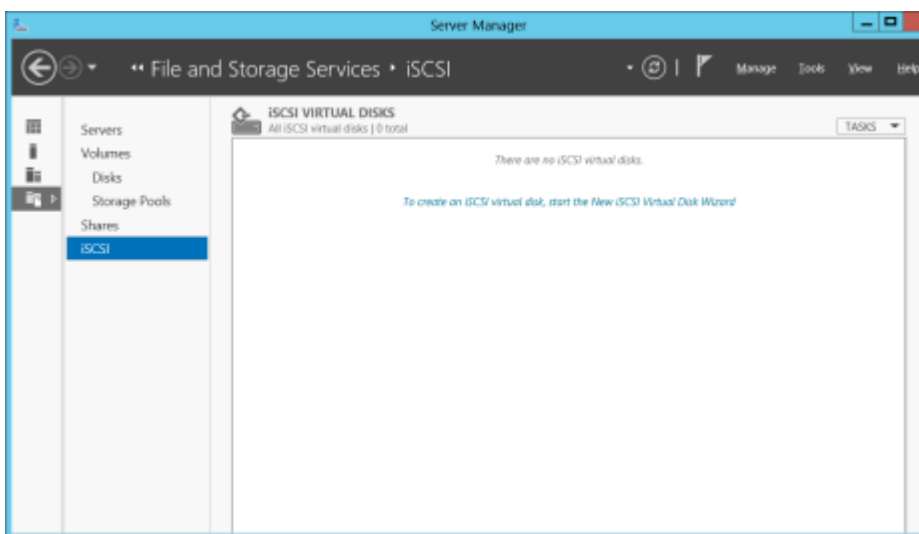 Server Manager
File and Storage Services • iSCSI
Manage Tools View Help
Servers
Volumes
Disks
Storage Pools
Shares
iSCSI
iSCSI VIRTUAL DISKS
All iSCSI virtual disks | 0 total
TASKS
There are no iSCSI virtual disks.
To create an iSCSI virtual disk, start the New iSCSI Virtual Disk Wizard